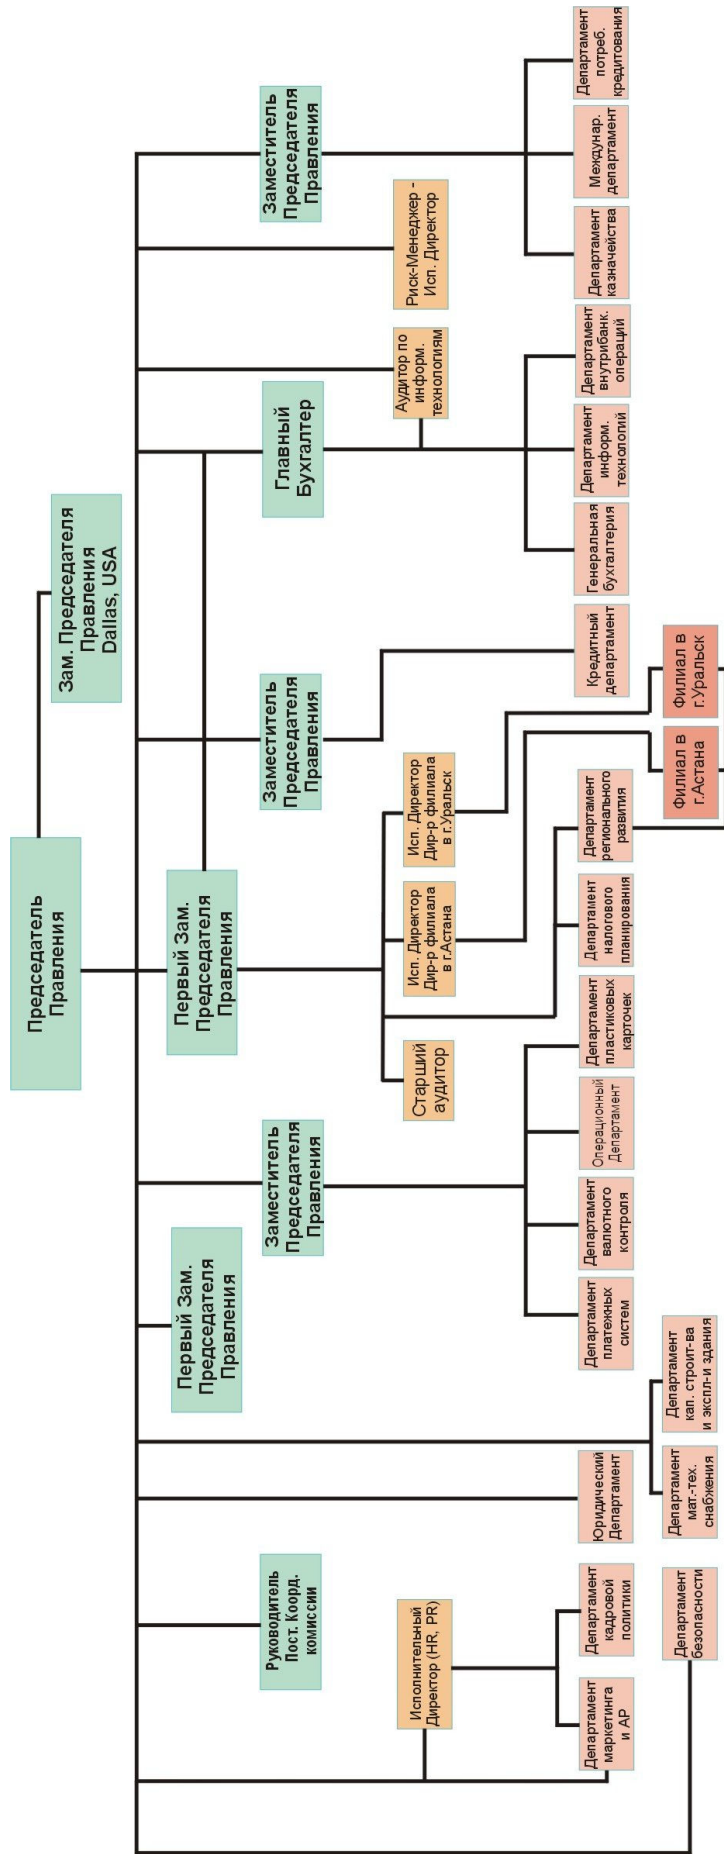 Председатель
Правления
Зам. Председателя
Правления
Dallas, USA
Первый Зам.
Председателя
Правления
Первый Зам.
Председателя
Правления
Руководитель
Пост. Коорд.
комиссии
Заместитель
Председателя
Правления
Заместитель
Председателя
Правления
Главный
Бухгалтер
Заместитель
Председателя
Правления
Исполнительный
Директор (HR, PR)
Старший
аудитор
Исп. Директор
Дир-р филиала
в г.Астана
Исп. Директор
Дир-р филиала
в г.Уральск
Аудитор по
информ.
технологиям
Риск-Менеджер -
Исп. Директор
Департамент
маркетинга
и АР
Департамент
кадровой
политики
Юридический
Департамент
Департамент
платежных
систем
Департамент
валютного
контроля
Операционный
Департамент
Департамент
пластиковых
карточек
Департамент
налогового
планирования
Департамент
регионального
развития
Кредитный
департамент
Генеральная
бухгалтерия
Департамент
информ.
технологий
Департамент
внутрибанк.
операций
Департамент
казначейства
Междунар.
департамент
Департамент
потреб.
кредитования
Департамент
безопасности
Департамент
мат.-тех.
снабжения
Департамент
кап. строит-ва
и экспл-и здания
Филиал в
г.Астана
Филиал в
г.Уральск